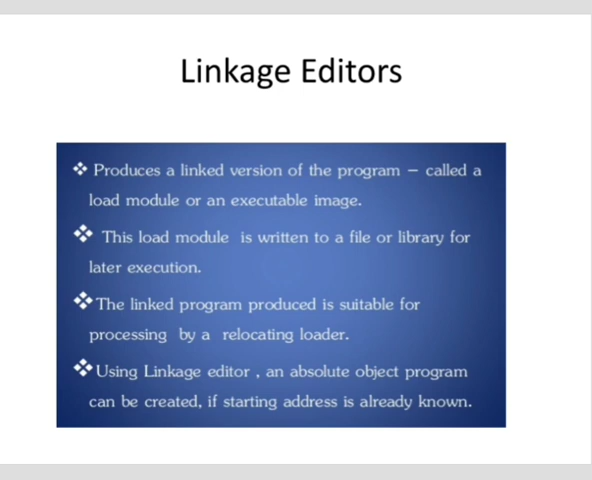 Linkage Editors
❖ Produces a linked version of the program – called a
load module or an executable image.
❖ This load module is written to a file or library for
later execution.
❖ The linked program produced is suitable for
processing by a relocating loader.
❖ Using Linkage editor , an absolute object program
can be created, if starting address is already known.